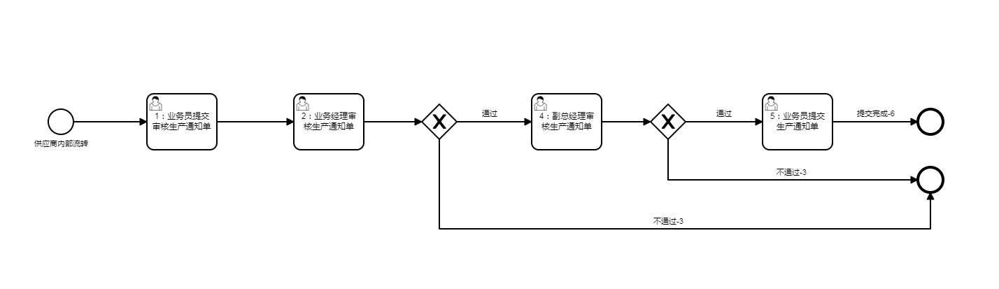 供应商内部流转
1：业务员提交
审核生产通知单
2：业务经理审
核生产通知单
通过
4：副总经理审
核生产通知单
通过
5：业务员提交
生产通知单
提交完成-6
不通过-3
不通过-3